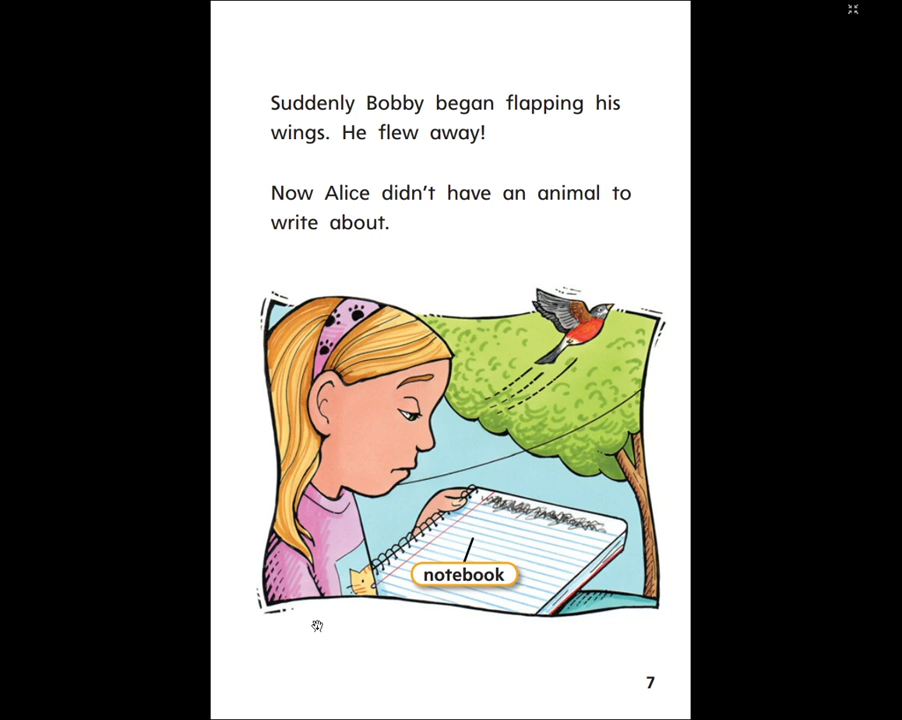 Suddenly Bobby began flapping his
wings. He flew away!
Now Alice didn't have an animal to
write about.
notebook
7